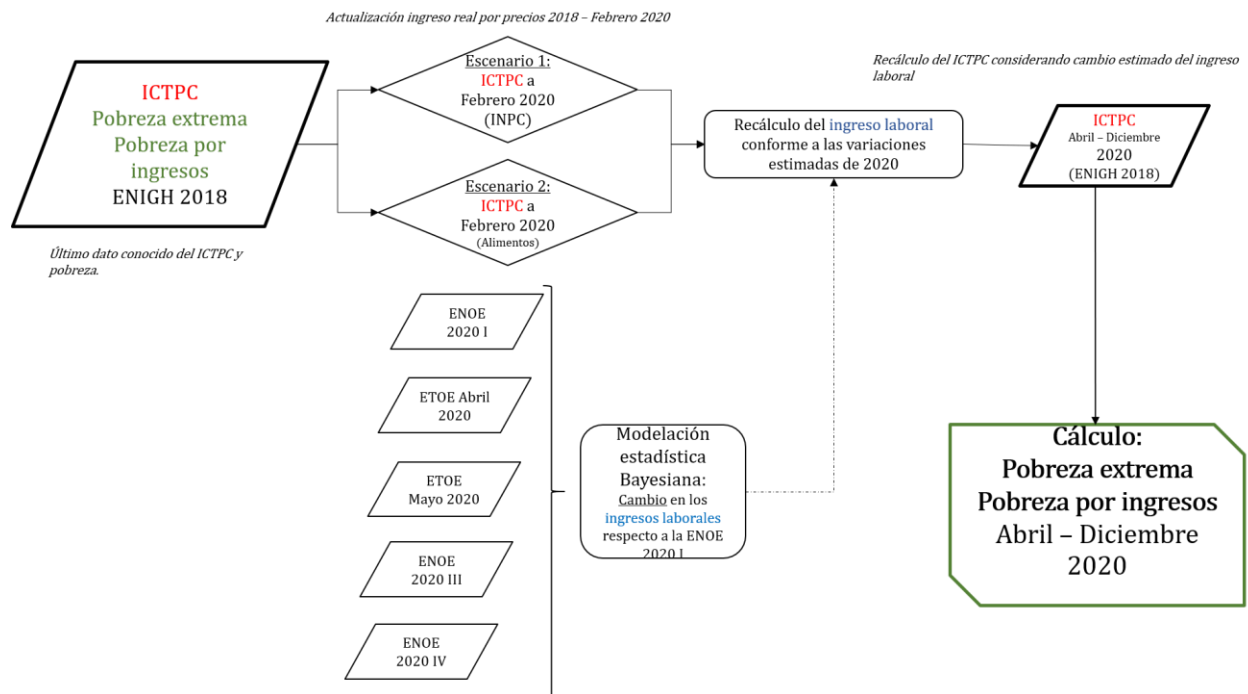 Actualización ingreso real por precios 2018 – Febrero 2020
ICTPC
Pobreza extrema
Pobreza por
ingresos
ENIGH 2018
Último dato conocido del ICTPC y
pobreza.
Escenario 1:
ICTPC a
Febrero 2020
(INPC)
Escenario 2:
ICTPC a
Febrero 2020
(Alimentos)
Recálculo del ingreso laboral
conforme a las variaciones
estimadas de 2020
Recálculo del ICTPC considerando cambio estimado del ingreso
laboral
ICTPC
Abril – Diciembre
2020
(ENIGH 2018)
ENOE
2020 I
ETOE Abril
2020
ETOE
Mayo 2020
ENOE
2020 III
ENOE
2020 IV
Modelación
estadística
Bayesiana:
Cambio en los
ingresos laborales
respecto a la ENOE
2020 I
Cálculo:
Pobreza extrema
Pobreza por ingresos
Abril – Diciembre
2020